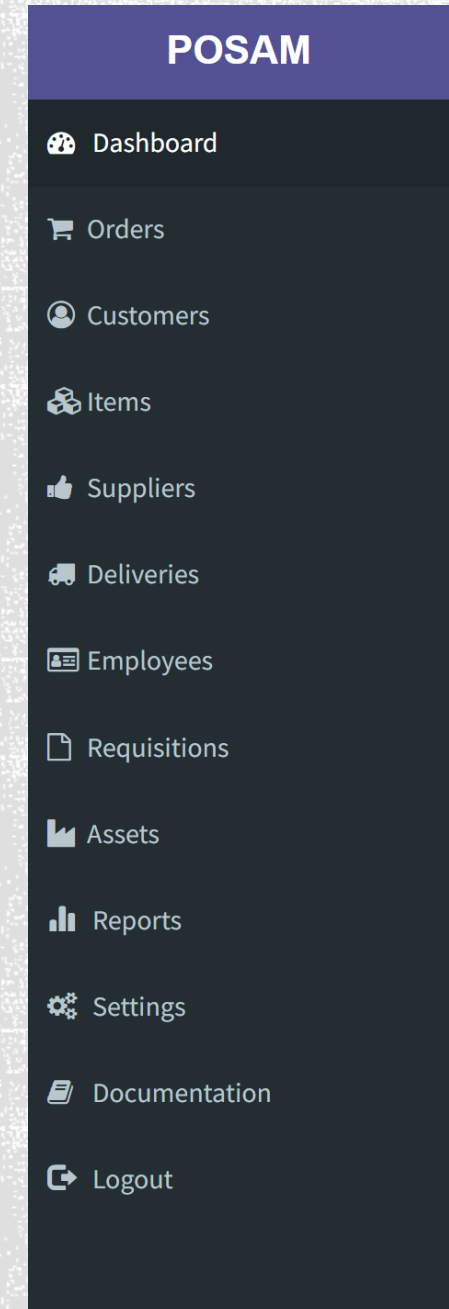 POSAM
Dashboard
Orders
Customers
Items
Suppliers
Deliveries
Employees
Requisitions
Assets
Reports
Settings
Documentation
Logout